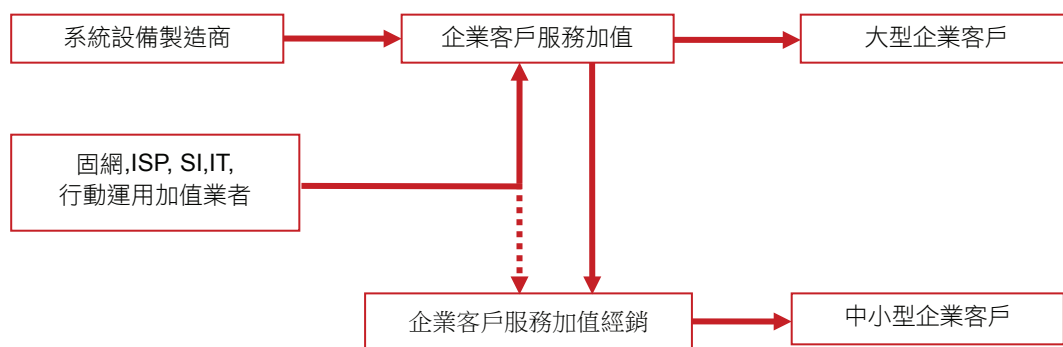 系統設備製造商
企業客戶服務加值
大型企業客戶
固網,ISP, SI,IT,
行動運用加值業者
企業客戶服務加值經銷
中小型企業客戶